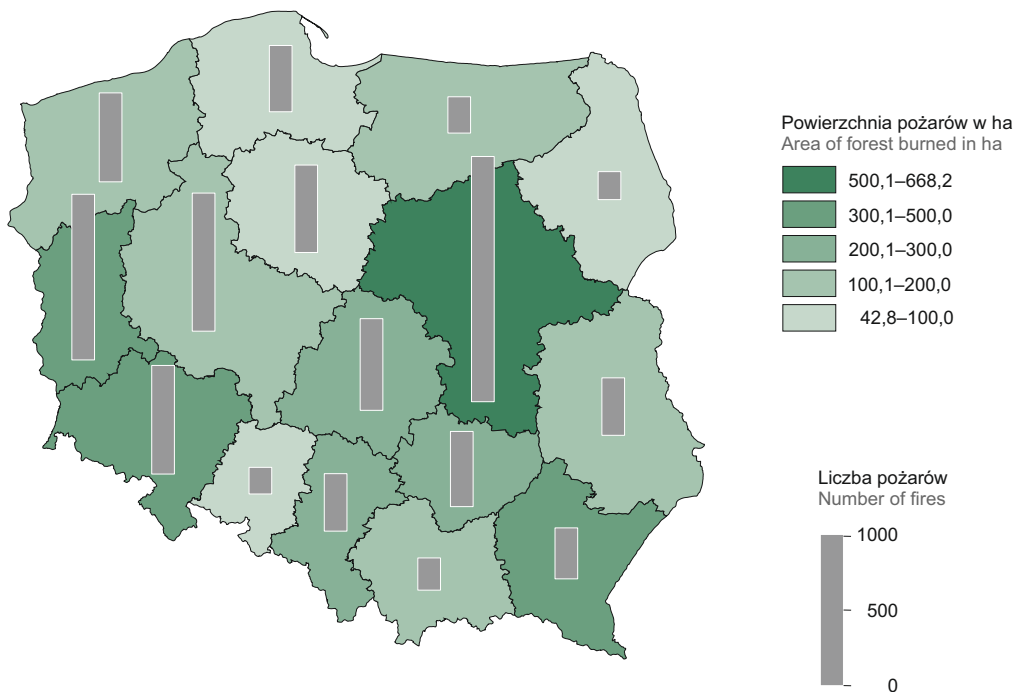 Powierzchnia pożarów w ha
Area of forest burned in ha
500,1–668,2
300,1–500,0
200,1–300,0
100,1–200,0
42,8–100,0
Liczba pożarów
Number of fires
1000
500
0